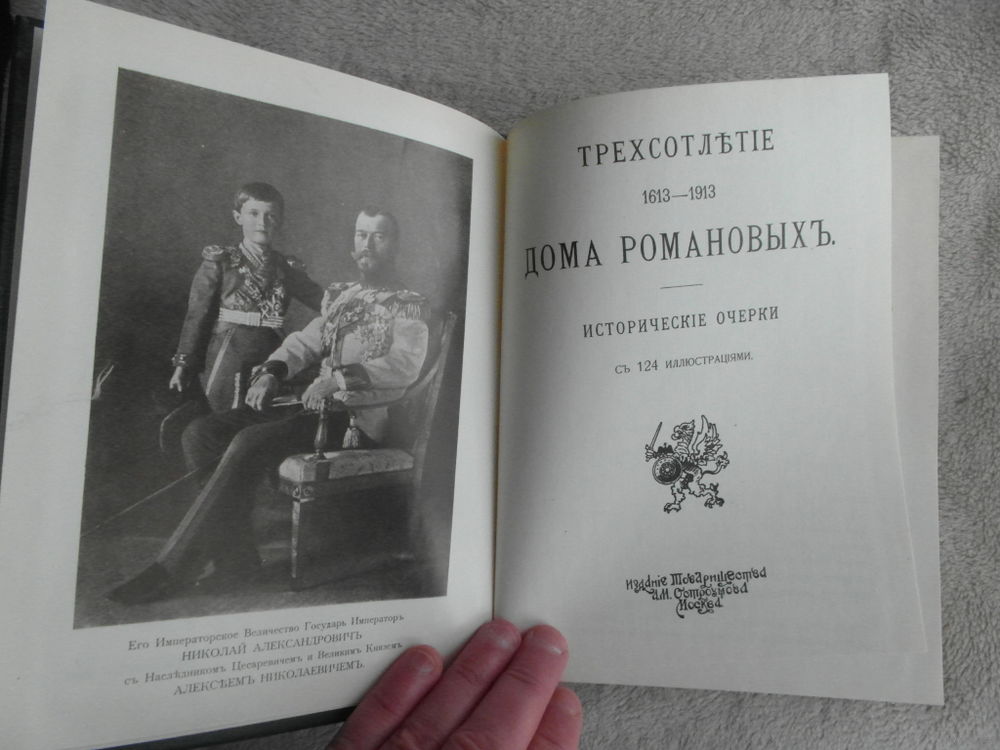 Его Императорское Величество Государь Императоръ
НИКОЛАЙ АЛЕКСАНДРОВИЧЪ
съ Наслѣдникомъ Цесаревичемъ и Великимъ Княземъ
АЛЕКСѢЕМЪ НИКОЛАЕВИЧЕМЪ.
ТРЕХСОТЛѢТІЕ
1613—1913
ДОМА РОМАНОВЫХЪ.
ИСТОРИЧЕСКІЕ ОЧЕРКИ
СЪ 124 ИЛЛЮСТРАЦІЯМИ.
Изданіе Товарищества
Москва